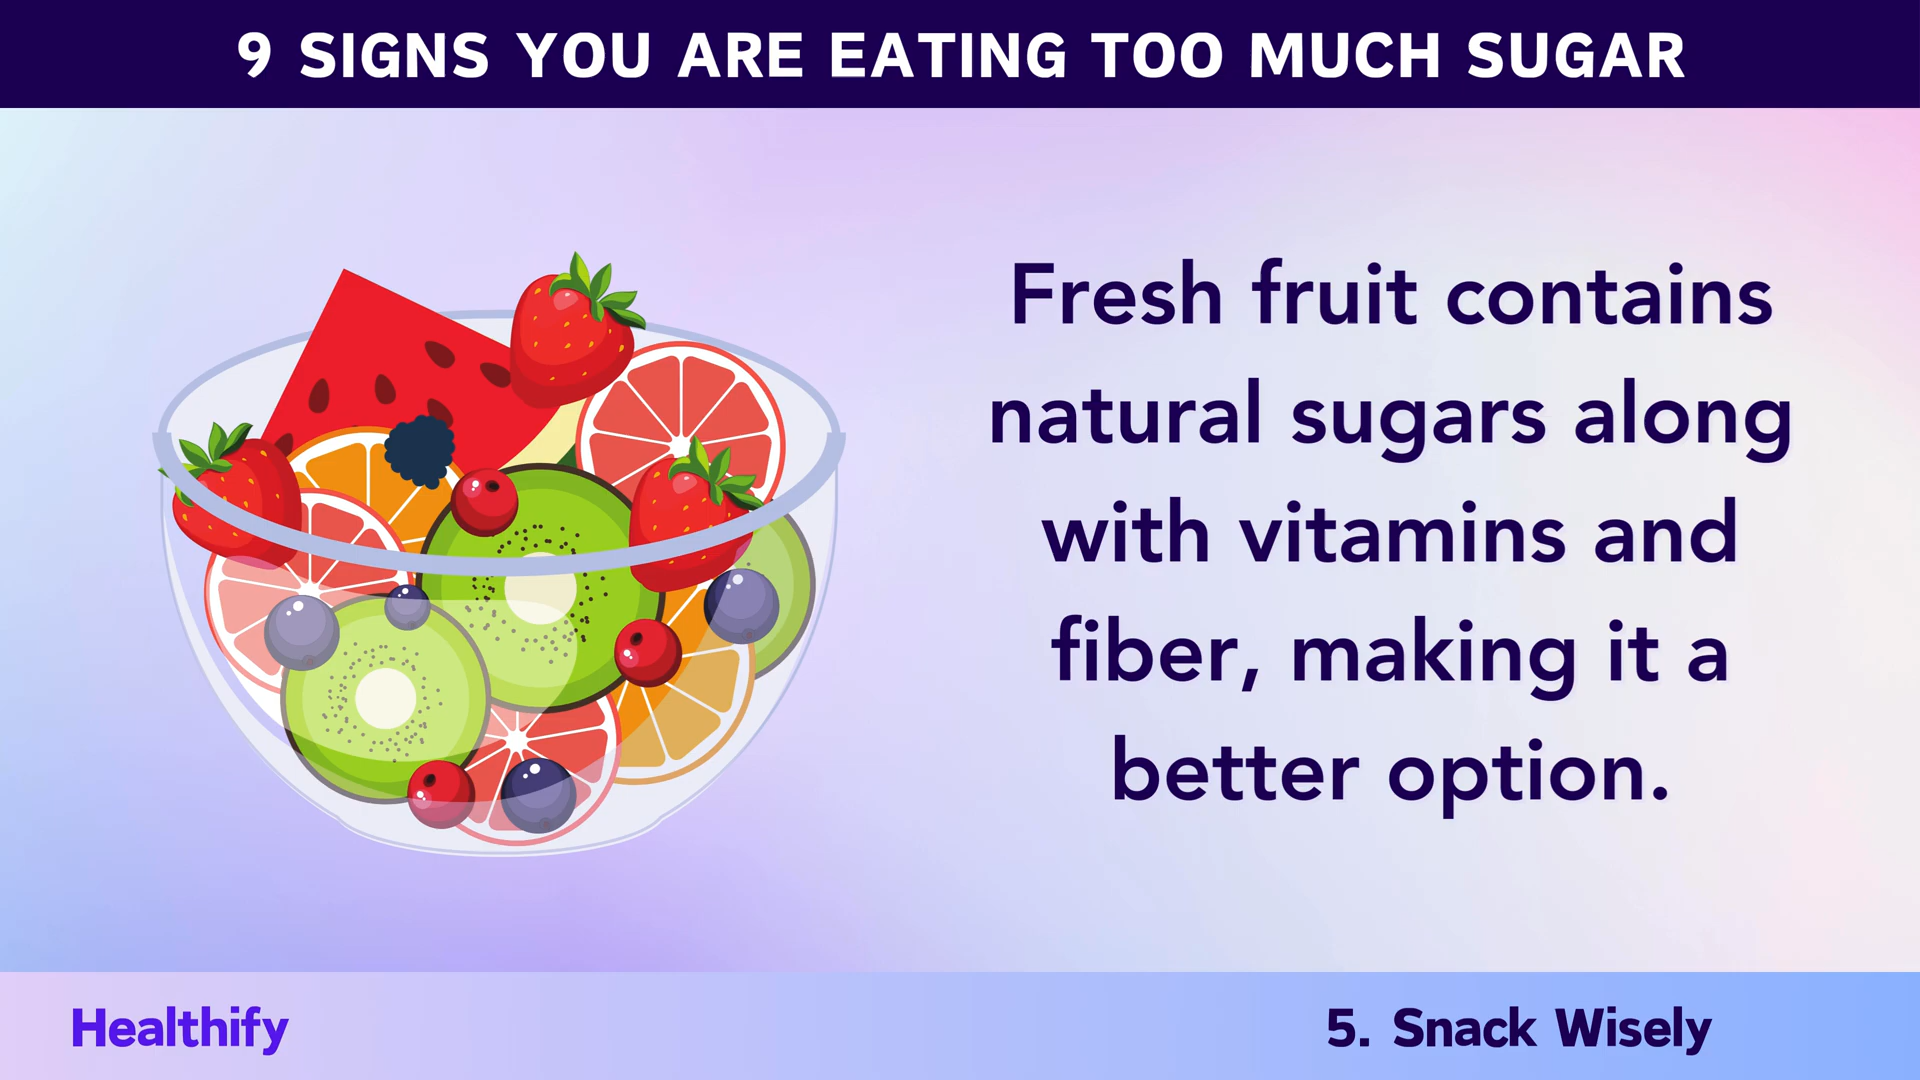 9 SIGNS YOU ARE EATING TOO MUCH SUGAR
Fresh fruit contains
natural sugars along
with vitamins and
fiber, making it a
better option.
Healthify
5. Snack Wisely